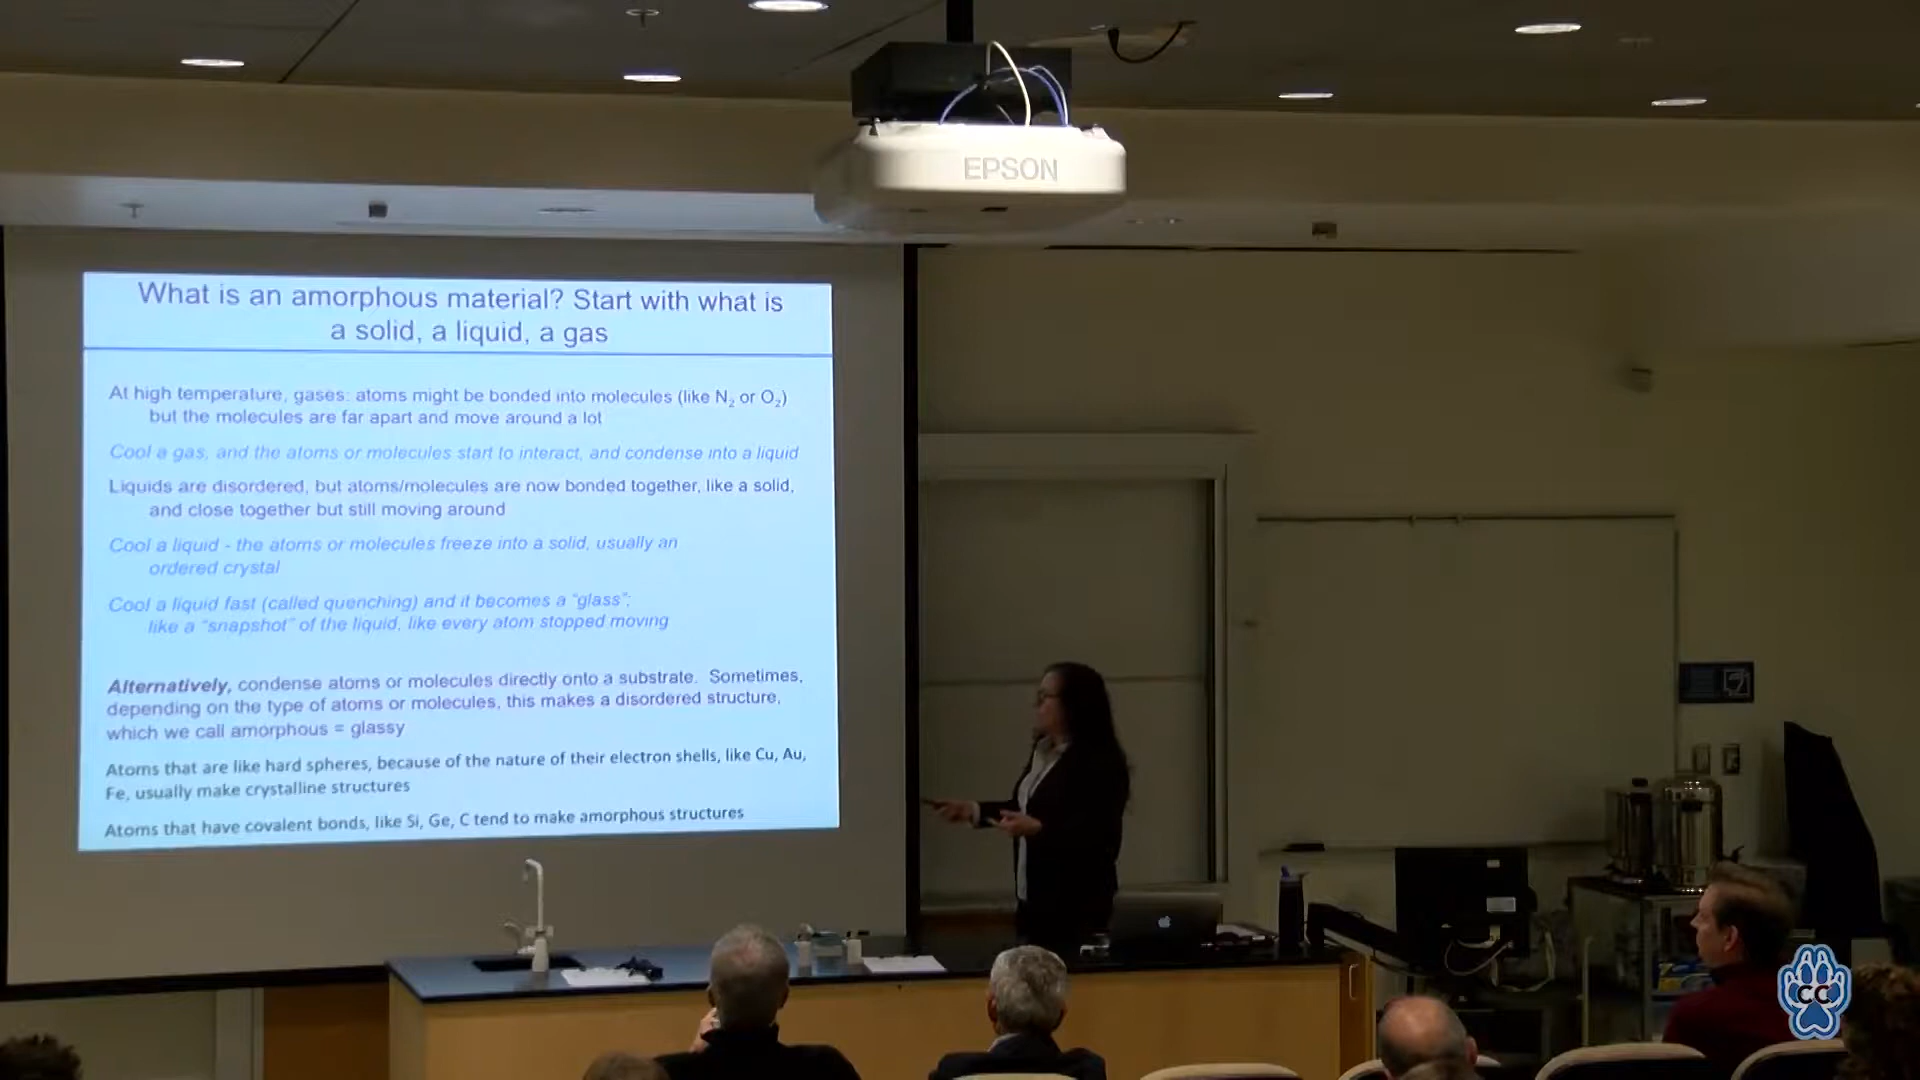 EPSON
What is an amorphous material? Start with what is
a solid, a liquid, a gas
At high temperature, gases: atoms might be bonded into molecules (like N₂ or O₂)
but the molecules are far apart and move around a lot
Cool a gas, and the atoms or molecules start to interact, and condense into a liquid
Liquids are disordered, but atoms/molecules are now bonded together, like a solid,
and close together but still moving around
Cool a liquid - the atoms or molecules freeze into a solid, usually an
ordered crystal
Cool a liquid fast (called quenching) and it becomes a “glass”:
like a “snapshot” of the liquid, like every atom stopped moving
Alternatively, condense atoms or molecules directly onto a substrate. Sometimes,
depending on the type of atoms or molecules, this makes a disordered structure,
which we call amorphous = glassy
Atoms that are like hard spheres, because of the nature of their electron shells, like Cu, Au,
Fe, usually make crystalline structures
Atoms that have covalent bonds, like Si, Ge, C tend to make amorphous structures
CC